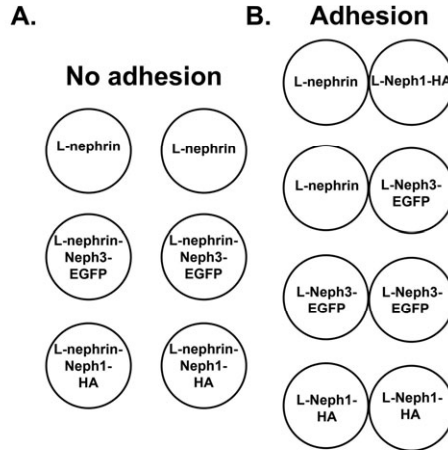 A.
No adhesion
L-nephrin
L-nephrin
L-nephrin-
Neph3-
EGFP
L-nephrin-
Neph3-
EGFP
L-nephrin-
Neph1-
HA
L-nephrin-
Neph1-
HA
B.
Adhesion
L-nephrin
L-Neph1-HA
L-nephrin
L-Neph3-
EGFP
L-Neph3-
EGFP
L-Neph3-
EGFP
L-Neph1-
HA
L-Neph1-
HA